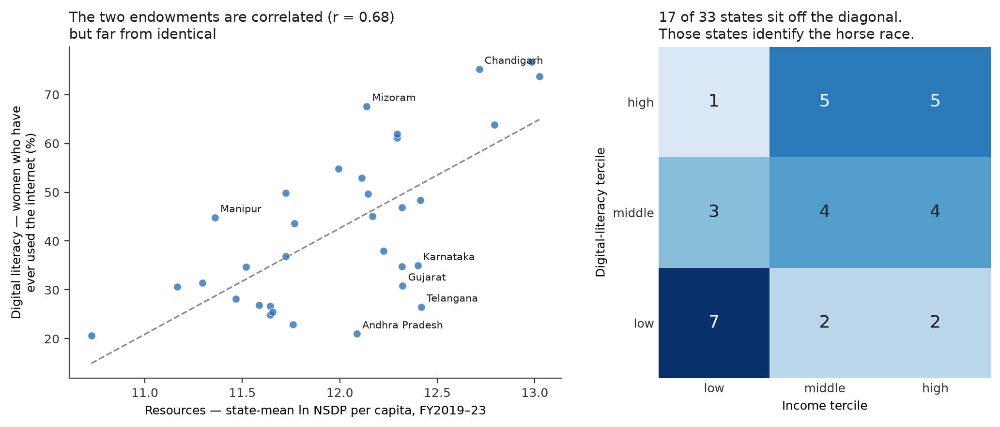 The two endowments are correlated (r = 0.68)
but far from identical
Digital literacy — women who have
ever used the internet (%)
70
60
50
40
30
20
Chandigarh
Mizoram
Manipur
Karnataka
Gujarat
Telangana
Andhra Pradesh
11.0
11.5
12.0
12.5
13.0
Resources — state-mean ln NSDP per capita, FY2019–23
17 of 33 states sit off the diagonal.
Those states identify the horse race.
Digital-literacy tercile
high
1
5
5
middle
3
4
4
low
7
2
2
low
middle
high
Income tercile